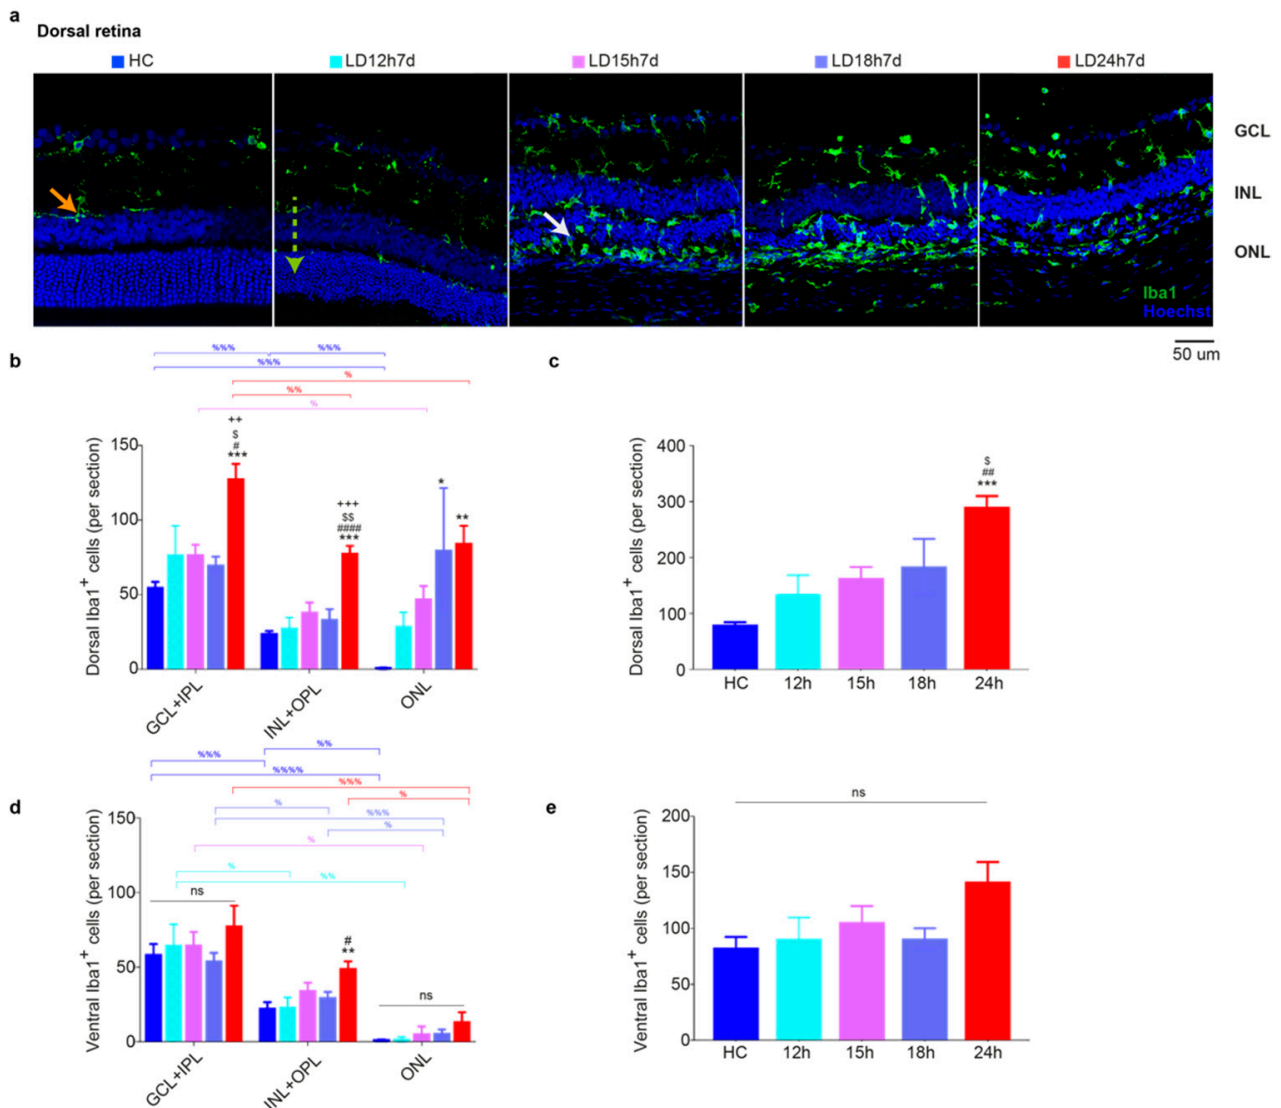 a
Dorsal retina
HC LD12h7d LD15h7d LD18h7d LD24h7d
GCL
INL
ONL
Iba1
Hoechst
50 um
b
%%% %%%
%%%
%
%%
%
Dorsal Iba1+ cells (per section)
150
100
50
0
++
$
#
***
+++
$$
####
***
*
**
GCL+IPL INL+OPL ONL
c
Dorsal Iba1+ cells (per section)
400
300
200
100
0
$
##
***
HC 12h 15h 18h 24h
d
%%
%%%
%%%%
%%%
%
%
%%%
%
%
%
%%
Ventral Iba1+ cells (per section)
150
100
50
0
ns
#
**
ns
GCL+IPL INL+OPL ONL
e
Ventral Iba1+ cells (per section)
200
150
100
50
0
ns
HC 12h 15h 18h 24h